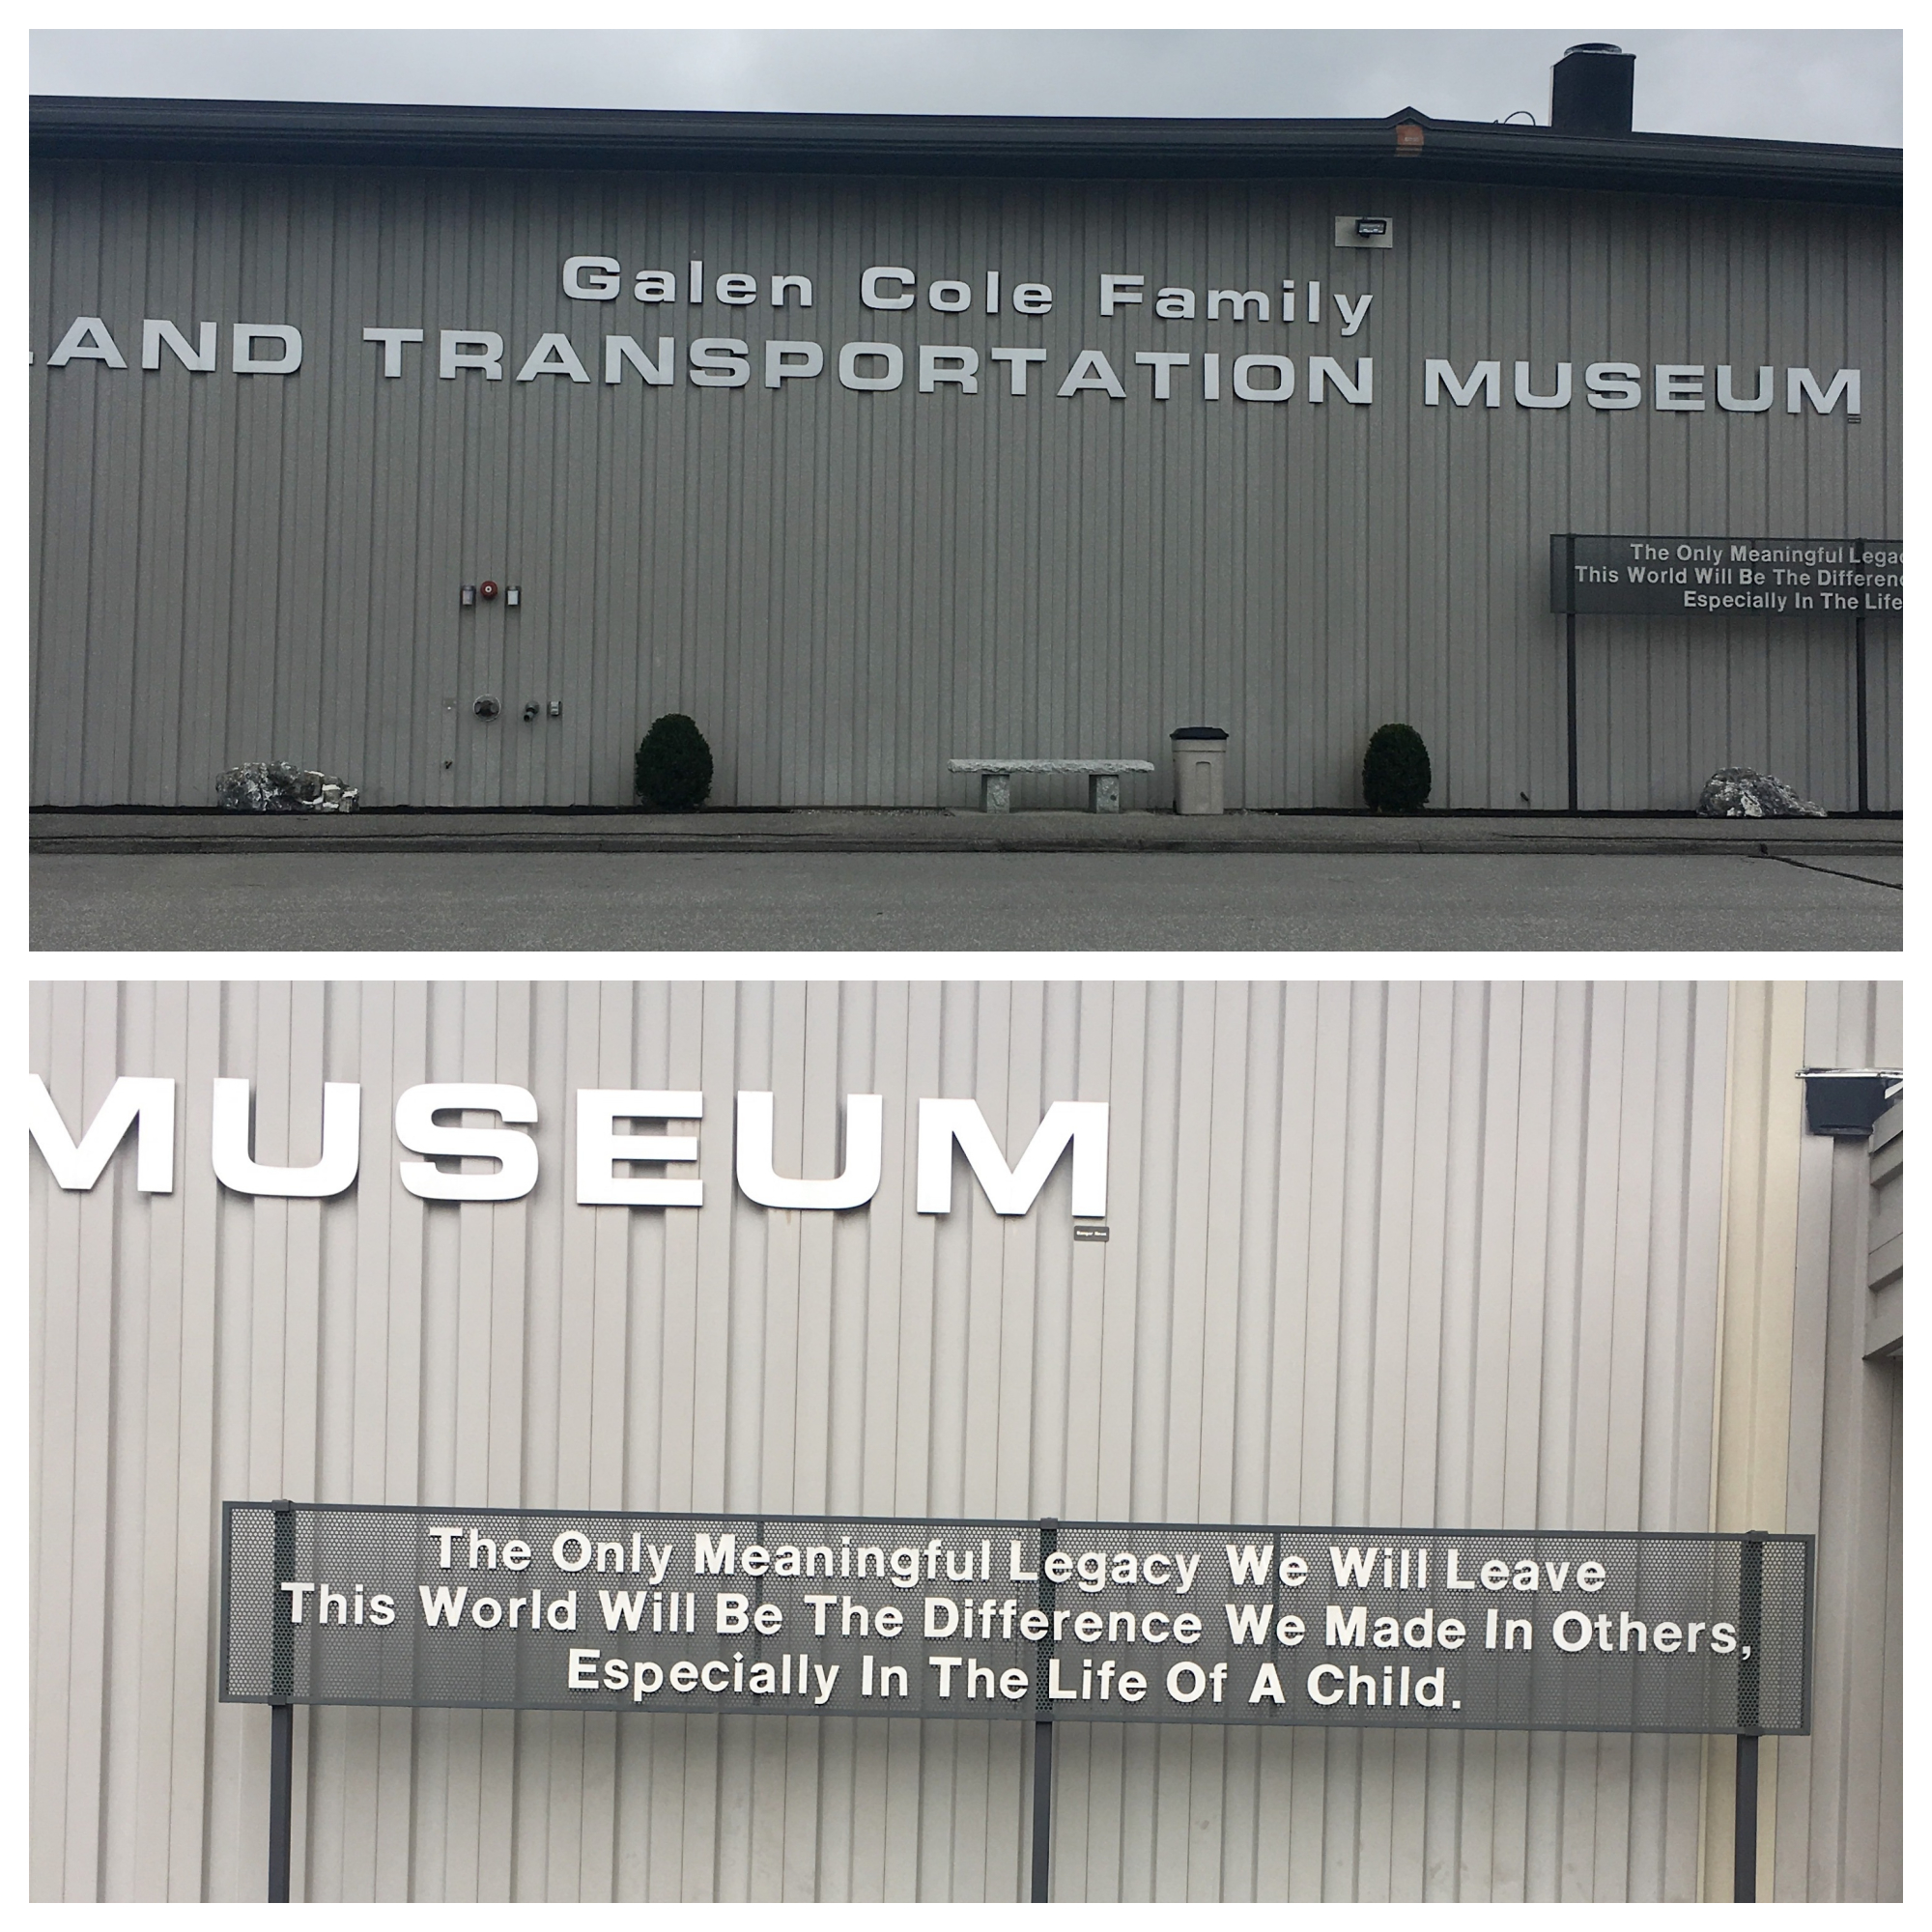 Galen Cole Family
LAND TRANSPORTATION MUSEUM
The Only Meaningful Legac
This World Will Be The Differenc
Especially In The Life
MUSEUM
The Only Meaningful Legacy We Will Leave
This World Will Be The Difference We Made In Others,
Especially In The Life Of A Child.